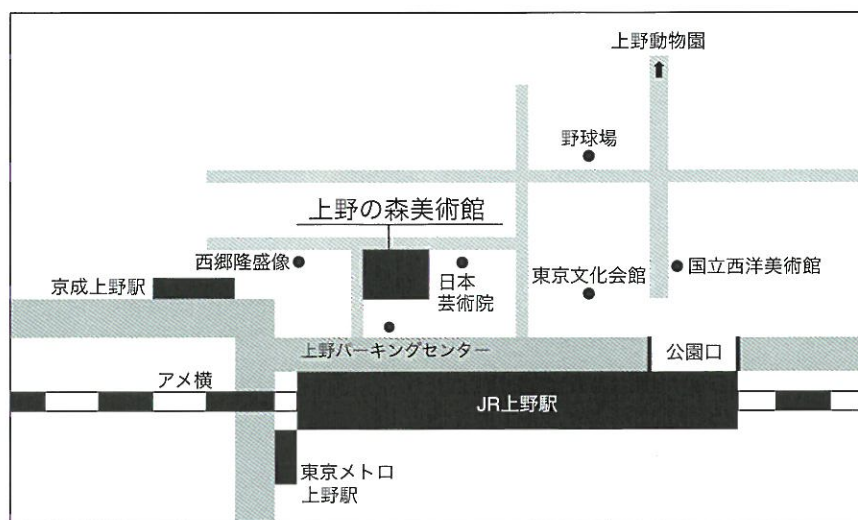 上野動物園
野球場
上野の森美術館
西郷隆盛像
日本
芸術院
東京文化会館
国立西洋美術館
京成上野駅
上野パーキングセンター
公園口
アメ横
JR上野駅
東京メトロ
上野駅